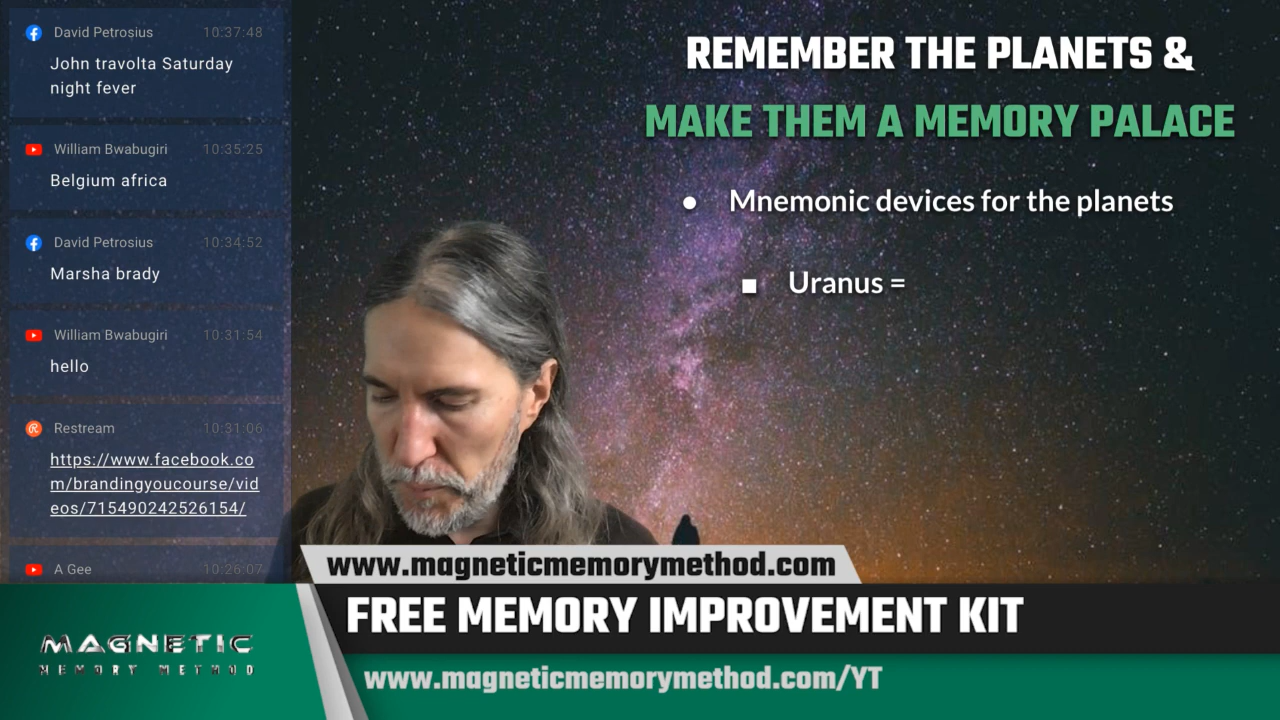 David Petrosius 10:37:48
John travolta Saturday
night fever
William Bwabugiri 10:35:25
Belgium africa
David Petrosius 10:34:52
Marsha brady
William Bwabugiri 10:31:54
hello
Restream 10:31:06
https://www.facebook.co
m/brandingyoucourse/vid
eos/715490242526154/
A Gee 10:26:07
REMEMBER THE PLANETS &
MAKE THEM A MEMORY PALACE
Mnemonic devices for the planets
Uranus =
www.magneticmemorymethod.com
FREE MEMORY IMPROVEMENT KIT
www.magneticmemorymethod.com/YT
MAGNETIC
MEMORY METHOD